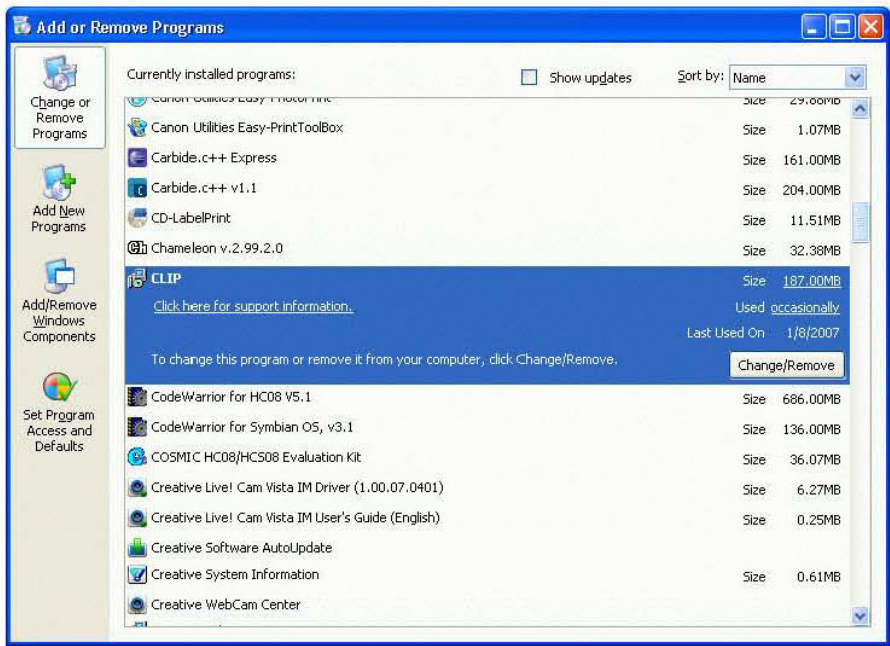 Add or Remove Programs
Change or
Remove
Programs
Add New
Programs
Add/Remove
Windows
Components
Set Program
Access and
Defaults
Currently installed programs:
Show updates
Sort by: Name
Canon Utilities Easy-PhotoPrint Size 29.88MB
Canon Utilities Easy-PrintToolBox Size 1.07MB
Carbide.c++ Express Size 161.00MB
Carbide.c++ v1.1 Size 204.00MB
CD-LabelPrint Size 11.51MB
Chameleon v.2.99.2.0 Size 32.38MB
CLIP Size 187.00MB
Click here for support information. Used occasionally
Last Used On 1/8/2007
To change this program or remove it from your computer, click Change/Remove. Change/Remove
CodeWarrior for HC08 V5.1 Size 686.00MB
CodeWarrior for Symbian OS, v3.1 Size 136.00MB
COSMIC HC08/HCS08 Evaluation Kit Size 36.07MB
Creative Live! Cam Vista IM Driver (1.00.07.0401) Size 6.27MB
Creative Live! Cam Vista IM User's Guide (English) Size 0.25MB
Creative Software AutoUpdate
Creative System Information Size 0.61MB
Creative WebCam Center